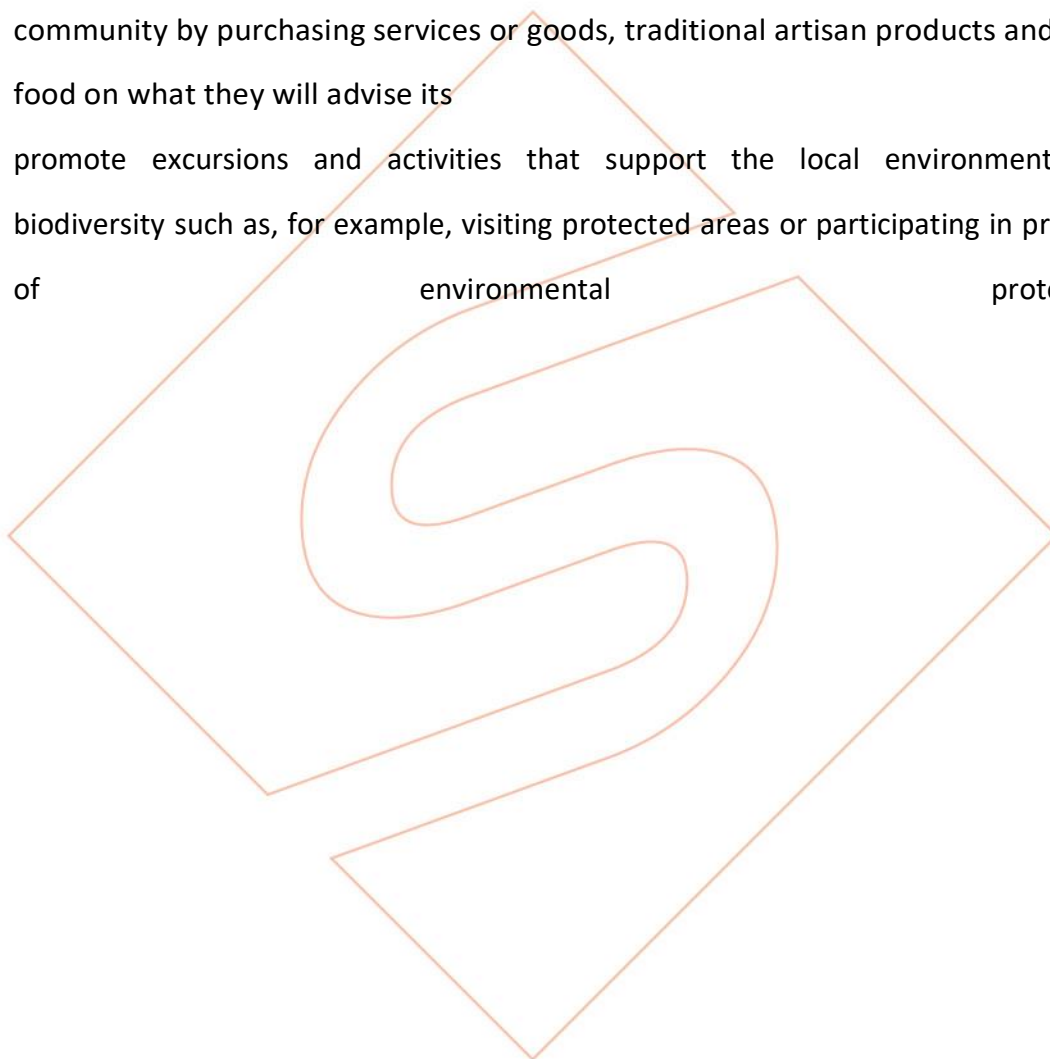 community by purchasing services or goods, traditional artisan products and
food on what they will advise its
promote excursions and activities that support the local environment
biodiversity such as, for example, visiting protected areas or participating in
of environmental